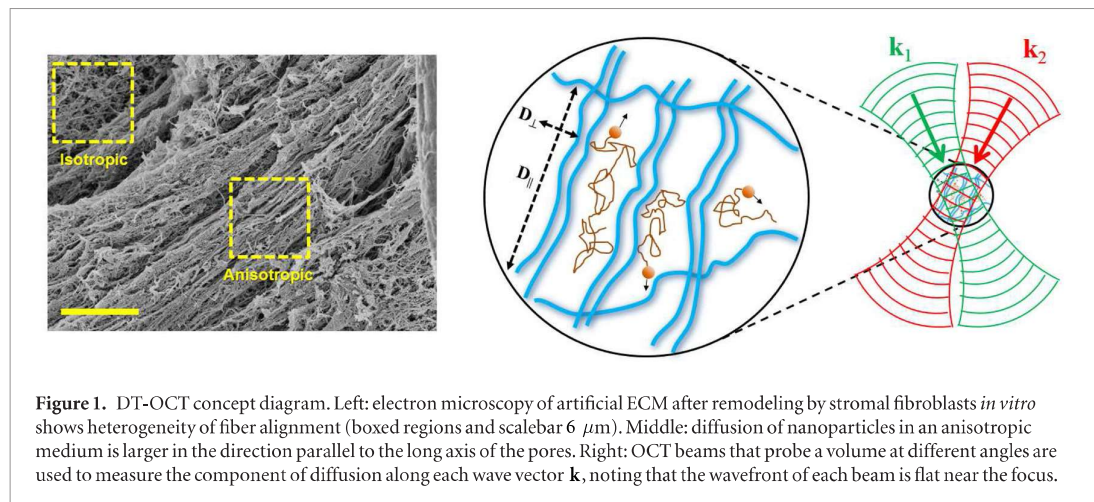 Isotropic
Anisotropic
D⊥
D∥
k₁
k₂
Figure 1. DT-OCT concept diagram. Left: electron microscopy of artificial ECM after remodeling by stromal fibroblasts in vitro
shows heterogeneity of fiber alignment (boxed regions and scalebar 6 μm). Middle: diffusion of nanoparticles in an anisotropic
medium is larger in the direction parallel to the long axis of the pores. Right: OCT beams that probe a volume at different angles are
used to measure the component of diffusion along each wave vector k, noting that the wavefront of each beam is flat near the focus.